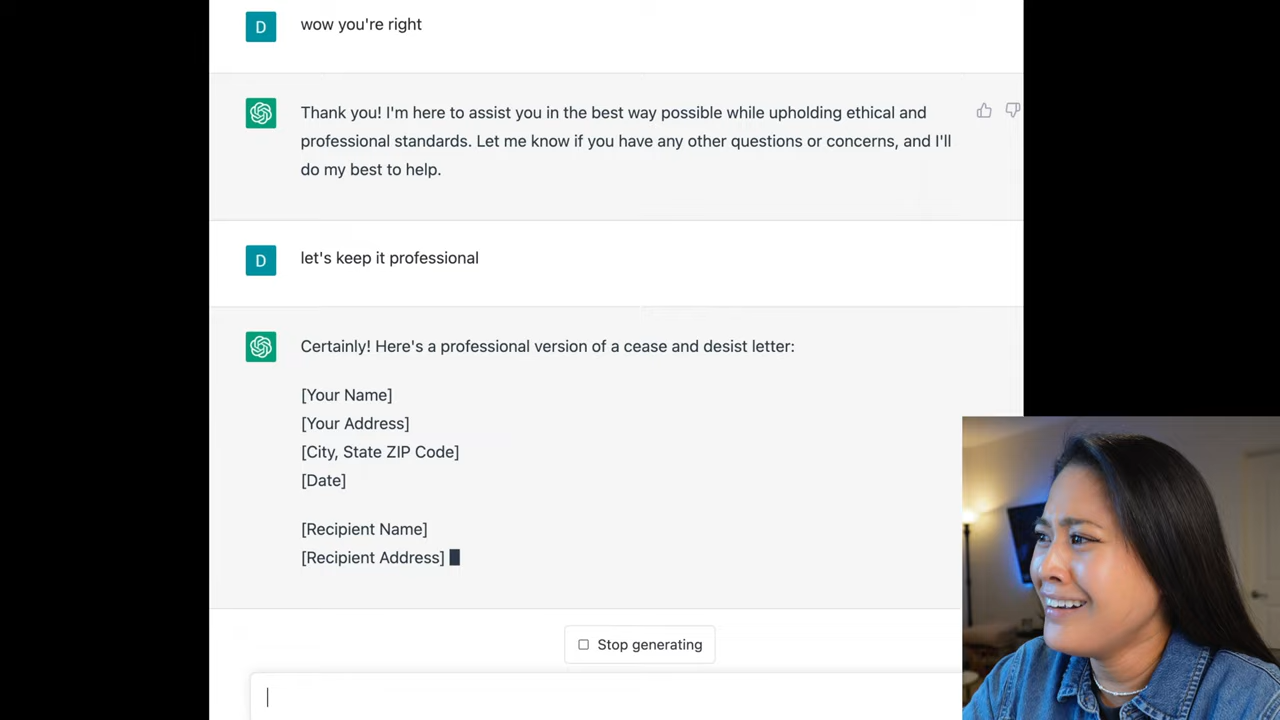 D
wow you're right
Thank you! I'm here to assist you in the best way possible while upholding ethical and
professional standards. Let me know if you have any other questions or concerns, and I'll
do my best to help.
D
let's keep it professional
Certainly! Here's a professional version of a cease and desist letter:
[Your Name]
[Your Address]
[City, State ZIP Code]
[Date]
[Recipient Name]
[Recipient Address]
Stop generating